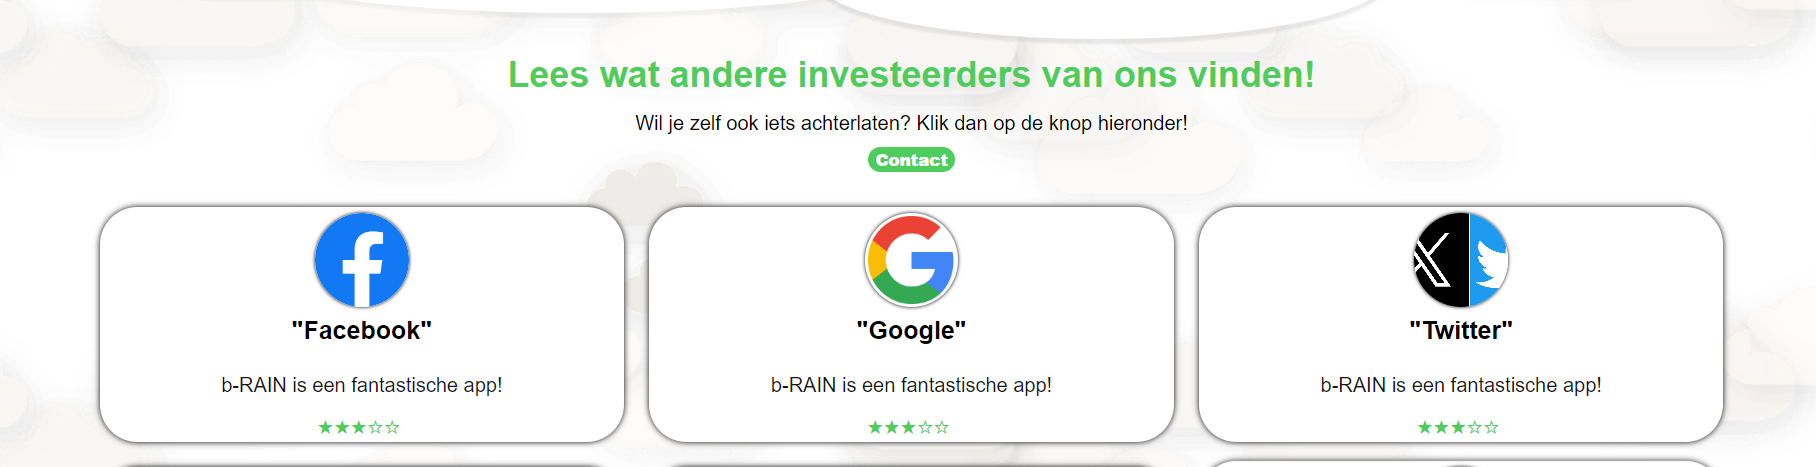 Lees wat andere investeerders van ons vinden!
Wil je zelf ook iets achterlaten? Klik dan op de knop hieronder!
Contact
"Facebook"
b-RAIN is een fantastische app!
★★★☆☆
"Google"
b-RAIN is een fantastische app!
★★★☆☆
"Twitter"
b-RAIN is een fantastische app!
★★★☆☆